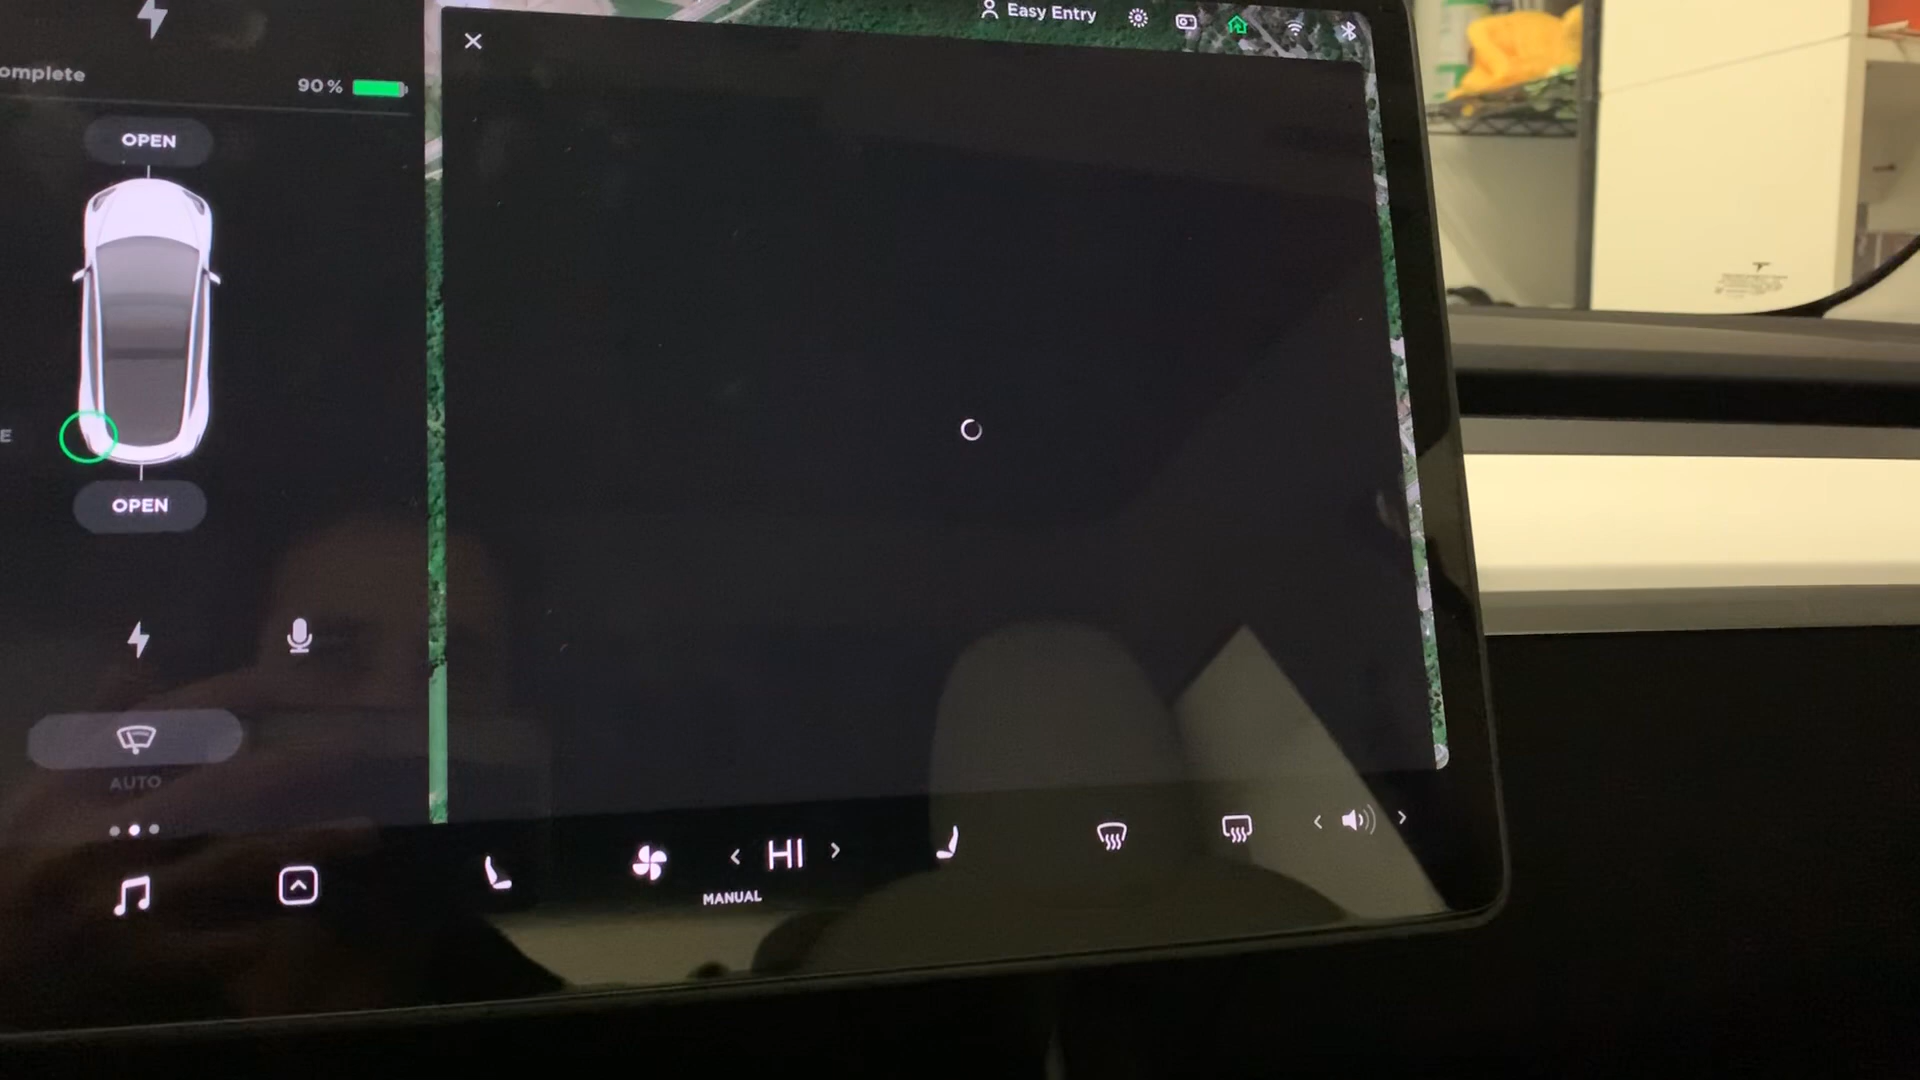 Easy Entry
omplete
90%
OPEN
E
OPEN
AUTO
HI
MANUAL